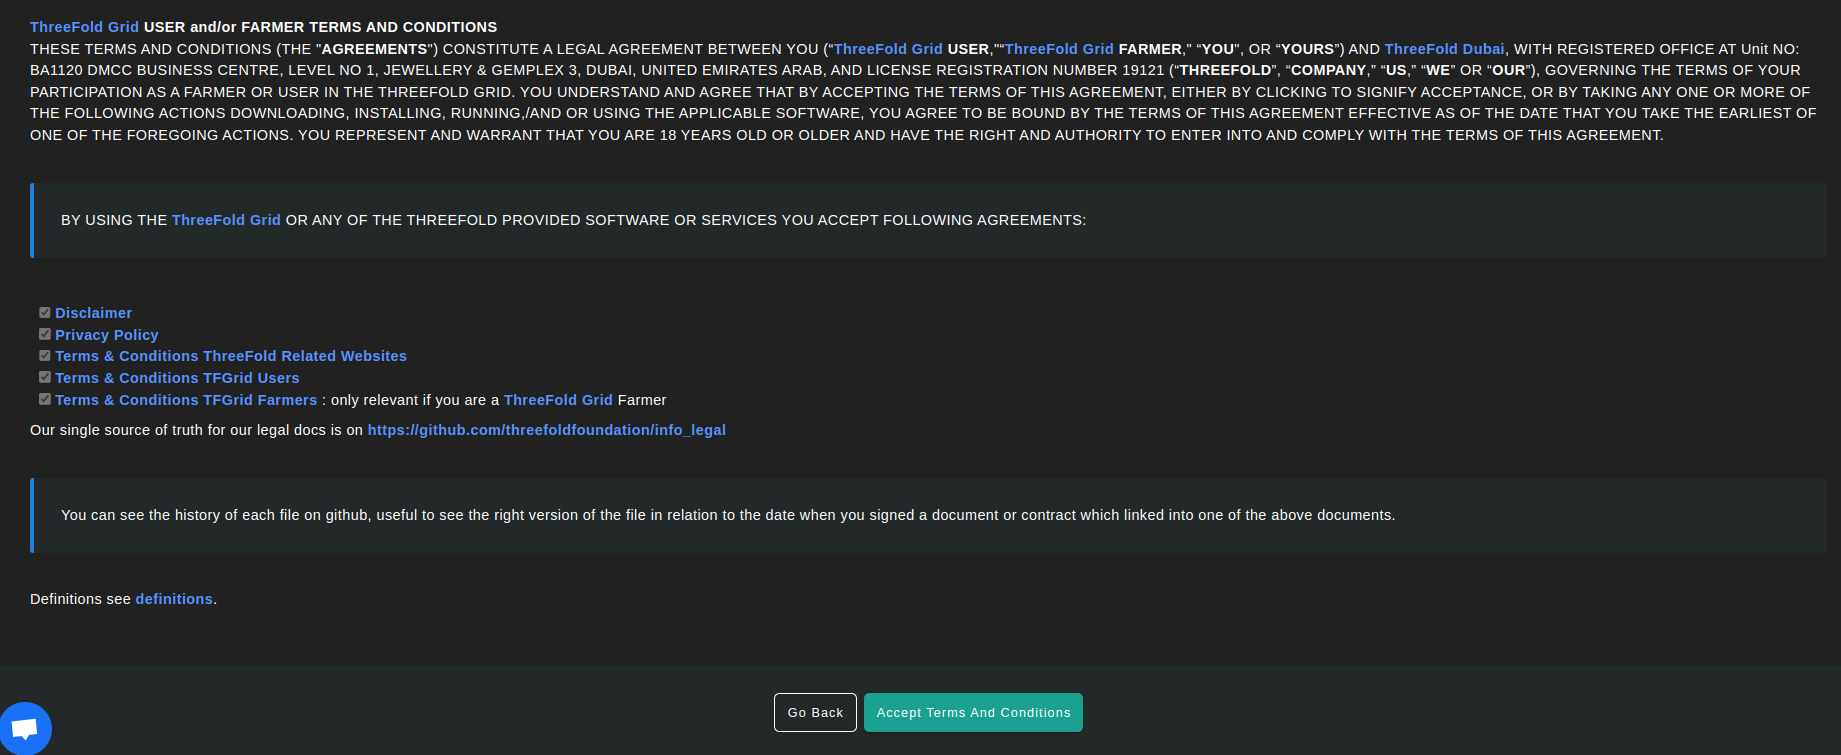 ThreeFold Grid USER and/or FARMER TERMS AND CONDITIONS
THESE TERMS AND CONDITIONS (THE "AGREEMENTS") CONSTITUTE A LEGAL AGREEMENT BETWEEN YOU (“ThreeFold Grid USER,"“ThreeFold Grid FARMER," “YOU", OR “YOURS”) AND ThreeFold Dubai, WITH REGISTERED OFFICE AT Unit NO:
BA1120 DMCC BUSINESS CENTRE, LEVEL NO 1, JEWELLERY & GEMPLEX 3, DUBAI, UNITED EMIRATES ARAB, AND LICENSE REGISTRATION NUMBER 19121 (“THREEFOLD”, “COMPANY,” “US,” “WE” OR “OUR”), GOVERNING THE TERMS OF YOUR
PARTICIPATION AS A FARMER OR USER IN THE THREEFOLD GRID. YOU UNDERSTAND AND AGREE THAT BY ACCEPTING THE TERMS OF THIS AGREEMENT, EITHER BY CLICKING TO SIGNIFY ACCEPTANCE, OR BY TAKING ANY ONE OR MORE OF
THE FOLLOWING ACTIONS DOWNLOADING, INSTALLING, RUNNING,/AND OR USING THE APPLICABLE SOFTWARE, YOU AGREE TO BE BOUND BY THE TERMS OF THIS AGREEMENT EFFECTIVE AS OF THE DATE THAT YOU TAKE THE EARLIEST OF
ONE OF THE FOREGOING ACTIONS. YOU REPRESENT AND WARRANT THAT YOU ARE 18 YEARS OLD OR OLDER AND HAVE THE RIGHT AND AUTHORITY TO ENTER INTO AND COMPLY WITH THE TERMS OF THIS AGREEMENT.
BY USING THE ThreeFold Grid OR ANY OF THE THREEFOLD PROVIDED SOFTWARE OR SERVICES YOU ACCEPT FOLLOWING AGREEMENTS:
Disclaimer
Privacy Policy
Terms & Conditions ThreeFold Related Websites
Terms & Conditions TFGrid Users
Terms & Conditions TFGrid Farmers : only relevant if you are a ThreeFold Grid Farmer
Our single source of truth for our legal docs is on https://github.com/threefoldfoundation/info_legal
You can see the history of each file on github, useful to see the right version of the file in relation to the date when you signed a document or contract which linked into one of the above documents.
Definitions see definitions.
Go Back
Accept Terms And Conditions